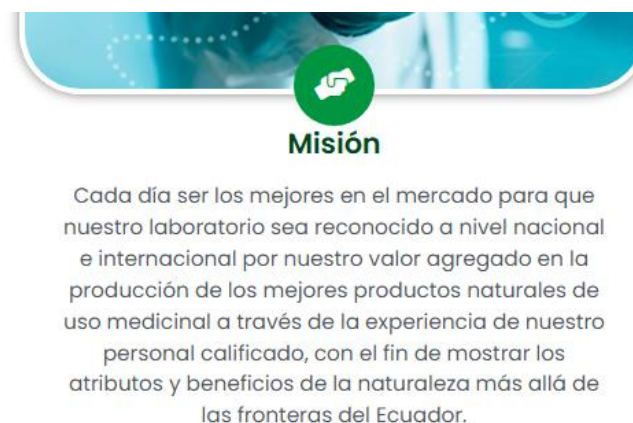 Misión
Cada día ser los mejores en el mercado para que
nuestro laboratorio sea reconocido a nivel nacional
e internacional por nuestro valor agregado en la
producción de los mejores productos naturales de
uso medicinal a través de la experiencia de nuestro
personal calificado, con el fin de mostrar los
atributos y beneficios de la naturaleza más allá de
las fronteras del Ecuador.